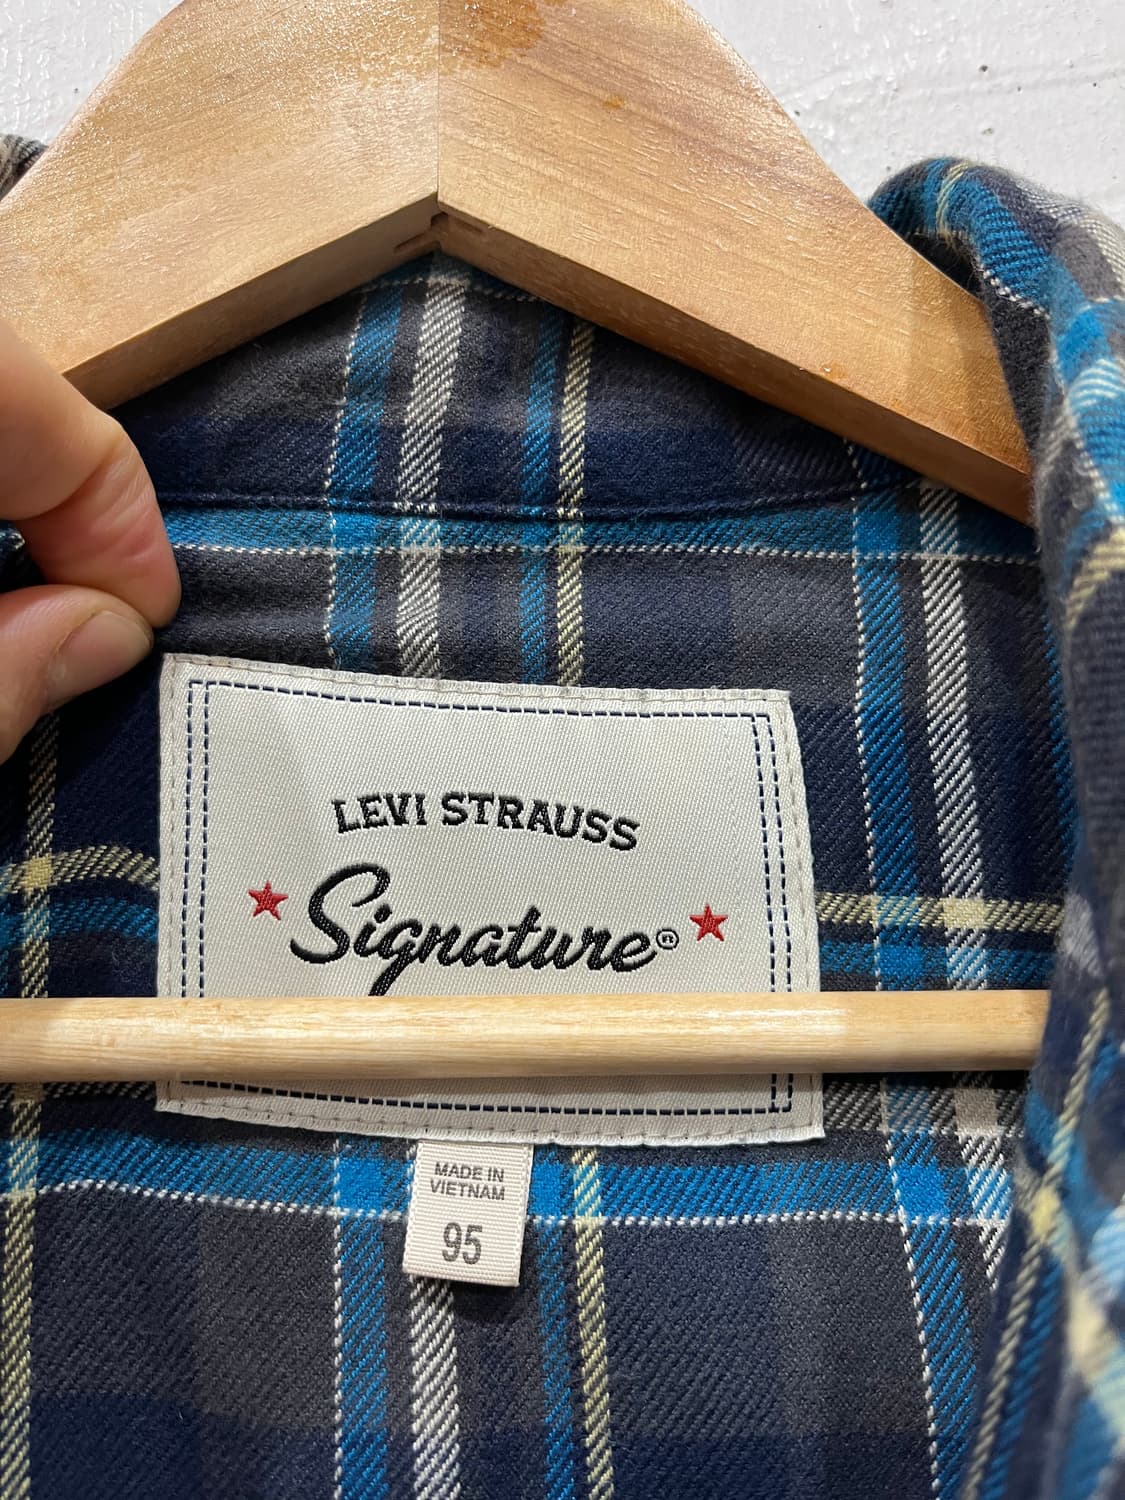 LEVI STRAUSS
Signature®
MADE IN
VIETNAM
95